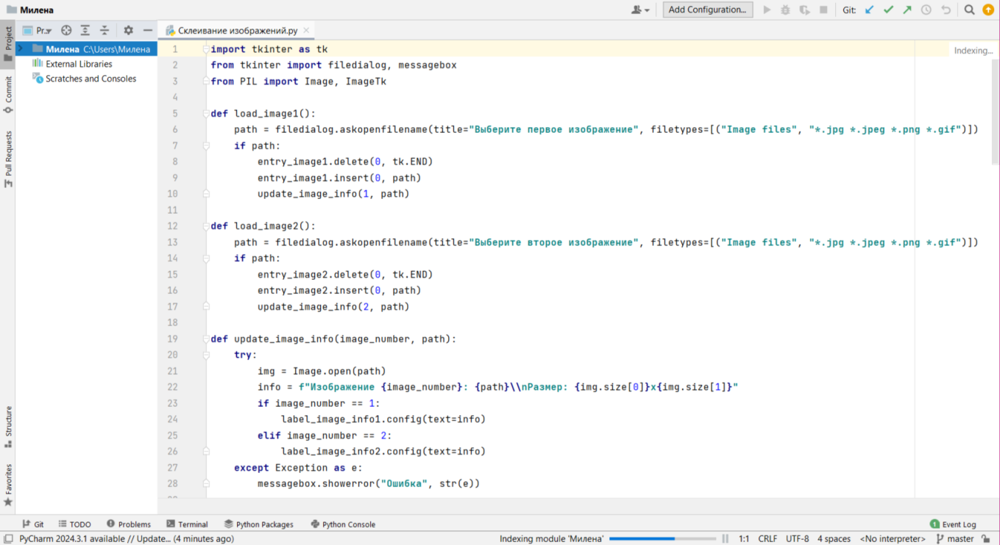 Милена
Add Configuration...
Git:
Project
Pr..
Склеивание изображений.py
Милена C:\Users\Милена
External Libraries
Scratches and Consoles
Commit
Pull Requests
Structure
Favorites
Indexing...
1 import tkinter as tk
2 from tkinter import filedialog, messagebox
3 from PIL import Image, ImageTk
4
5 def load_image1():
6 path = filedialog.askopenfilename(title="Выберите первое изображение", filetypes=[("Image files", "*.jpg *.jpeg *.png *.gif")])
7 if path:
8 entry_image1.delete(0, tk.END)
9 entry_image1.insert(0, path)
10 update_image_info(1, path)
11
12 def load_image2():
13 path = filedialog.askopenfilename(title="Выберите второе изображение", filetypes=[("Image files", "*.jpg *.jpeg *.png *.gif")])
14 if path:
15 entry_image2.delete(0, tk.END)
16 entry_image2.insert(0, path)
17 update_image_info(2, path)
18
19 def update_image_info(image_number, path):
20 try:
21 img = Image.open(path)
22 info = f"Изображение {image_number}: {path}\\nРазмер: {img.size[0]}x{img.size[1]}"
23 if image_number == 1:
24 label_image_info1.config(text=info)
25 elif image_number == 2:
26 label_image_info2.config(text=info)
27 except Exception as e:
28 messagebox.showerror("Ошибка", str(e))
Git TODO Problems Terminal Python Packages Python Console 1 Event Log
PyCharm 2024.3.1 available // Update... (4 minutes ago) Indexing module 'Милена' 1:1 CRLF UTF-8 4 spaces <No interpreter> master